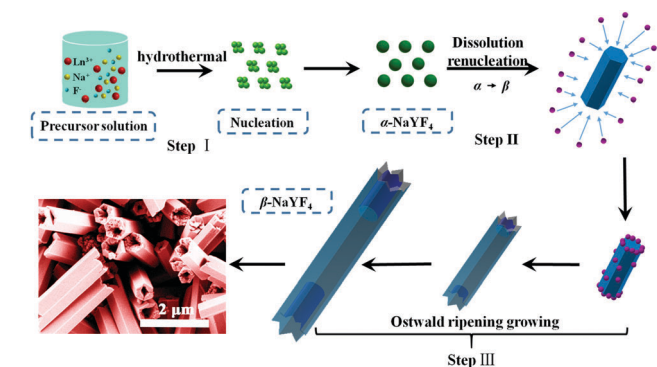 Ln³⁺
Na⁺
F⁻
Precursor solution
hydrothermal
Step Ⅰ
Nucleation
α-NaYF₄
Dissolution
renucleation
α → β
Step II
β-NaYF₄
2 μm
Ostwald ripening growing
Step Ⅲ